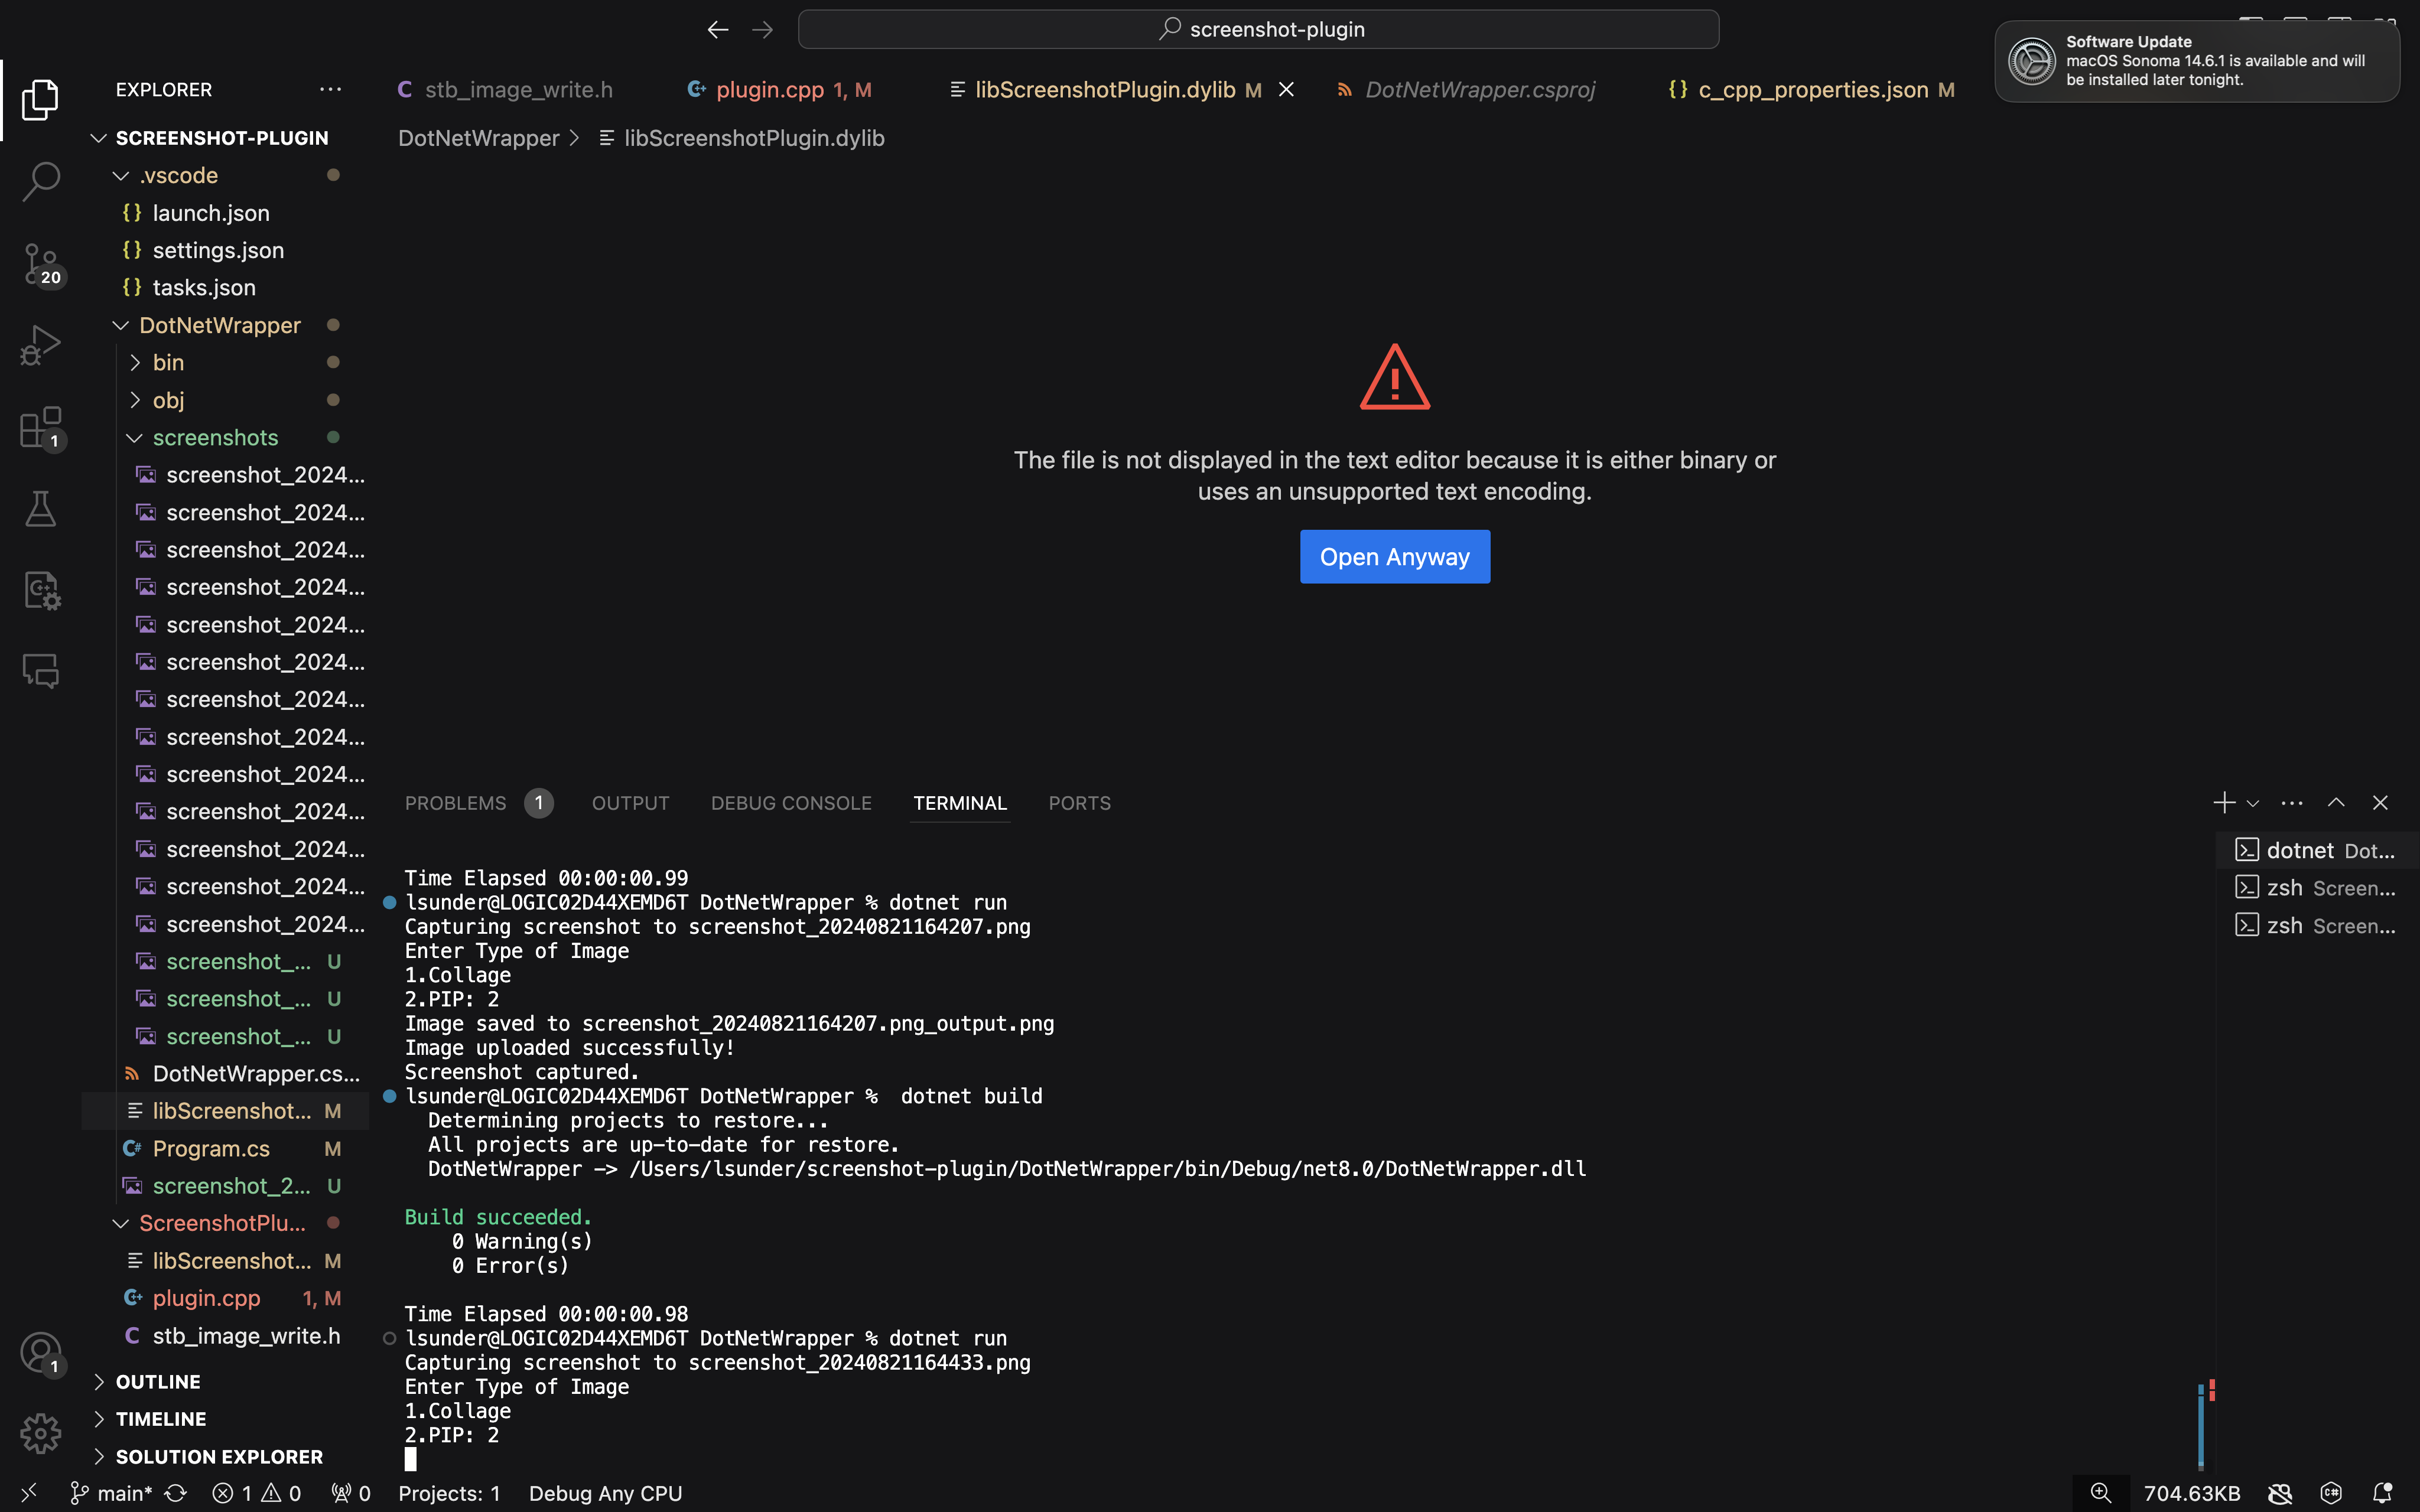 screenshot-plugin
Software Update
macOS Sonoma 14.6.1 is available and will
be installed later tonight.
EXPLORER
stb_image_write.h
plugin.cpp 1, M
libScreenshotPlugin.dylib M
DotNetWrapper.csproj
c_cpp_properties.json M
DotNetWrapper > libScreenshotPlugin.dylib
SCREENSHOT-PLUGIN
.vscode
launch.json
settings.json
tasks.json
DotNetWrapper
bin
obj
screenshots
screenshot_2024...
screenshot_2024...
screenshot_2024...
screenshot_2024...
screenshot_2024...
screenshot_2024...
screenshot_2024...
screenshot_2024...
screenshot_2024...
screenshot_2024...
screenshot_2024...
screenshot_2024...
screenshot_2024...
screenshot_... U
screenshot_... U
screenshot_... U
DotNetWrapper.cs...
libScreenshot... M
Program.cs M
screenshot_2... U
ScreenshotPlu...
libScreenshot... M
plugin.cpp 1, M
stb_image_write.h
OUTLINE
TIMELINE
SOLUTION EXPLORER
20
1
1
The file is not displayed in the text editor because it is either binary or
uses an unsupported text encoding.
Open Anyway
PROBLEMS 1 OUTPUT DEBUG CONSOLE TERMINAL PORTS
Time Elapsed 00:00:00.99
lsunder@LOGIC02D44XEMD6T DotNetWrapper % dotnet run
Capturing screenshot to screenshot_20240821164207.png
Enter Type of Image
1.Collage
2.PIP: 2
Image saved to screenshot_20240821164207.png_output.png
Image uploaded successfully!
Screenshot captured.
lsunder@LOGIC02D44XEMD6T DotNetWrapper %  dotnet build
  Determining projects to restore...
  All projects are up-to-date for restore.
  DotNetWrapper -> /Users/lsunder/screenshot-plugin/DotNetWrapper/bin/Debug/net8.0/DotNetWrapper.dll
Build succeeded.
    0 Warning(s)
    0 Error(s)
Time Elapsed 00:00:00.98
lsunder@LOGIC02D44XEMD6T DotNetWrapper % dotnet run
Capturing screenshot to screenshot_20240821164433.png
Enter Type of Image
1.Collage
2.PIP: 2
dotnet Dot...
zsh Screen...
zsh Screen...
main* 1 0 0 Projects: 1 Debug Any CPU 704.63KB